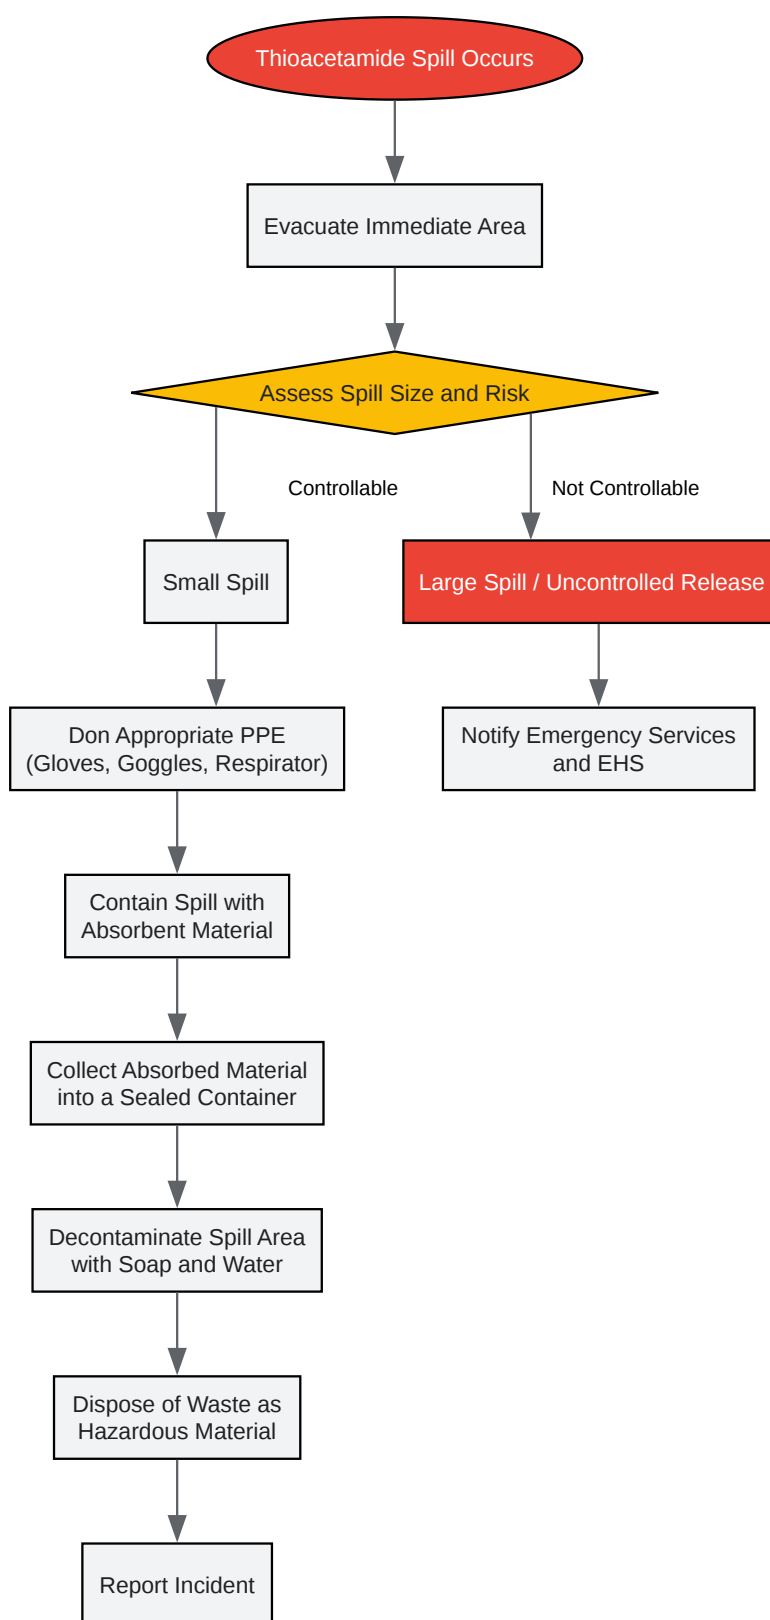 Thioacetamide Spill Occurs
Evacuate Immediate Area
Assess Spill Size and Risk
Controllable
Not Controllable
Small Spill
Large Spill / Uncontrolled Release
Don Appropriate PPE
(Gloves, Goggles, Respirator)
Notify Emergency Services
and EHS
Contain Spill with
Absorbent Material
Collect Absorbed Material
into a Sealed Container
Decontaminate Spill Area
with Soap and Water
Dispose of Waste as
Hazardous Material
Report Incident